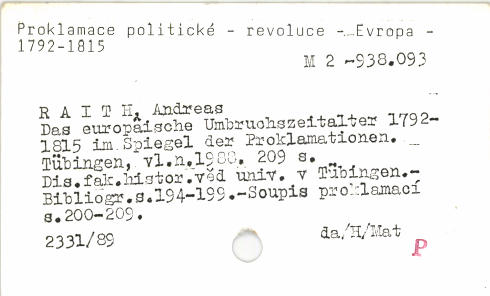 Proklamace politické - revoluce - Evropa -
1792-1815
M 2 -938.093
R A I T H, Andreas
Das europäische Umbruchszeitalter 1792-
1815 im Spiegel der Proklamationen.
Tübingen, vl.n.1988. 209 s.
Dis.fak.histor.věd univ. v Tübingen.-
Bibliogr.s.194-199.-Soupis proklamací
s.200-209.
2331/89
da/H/Mat
P